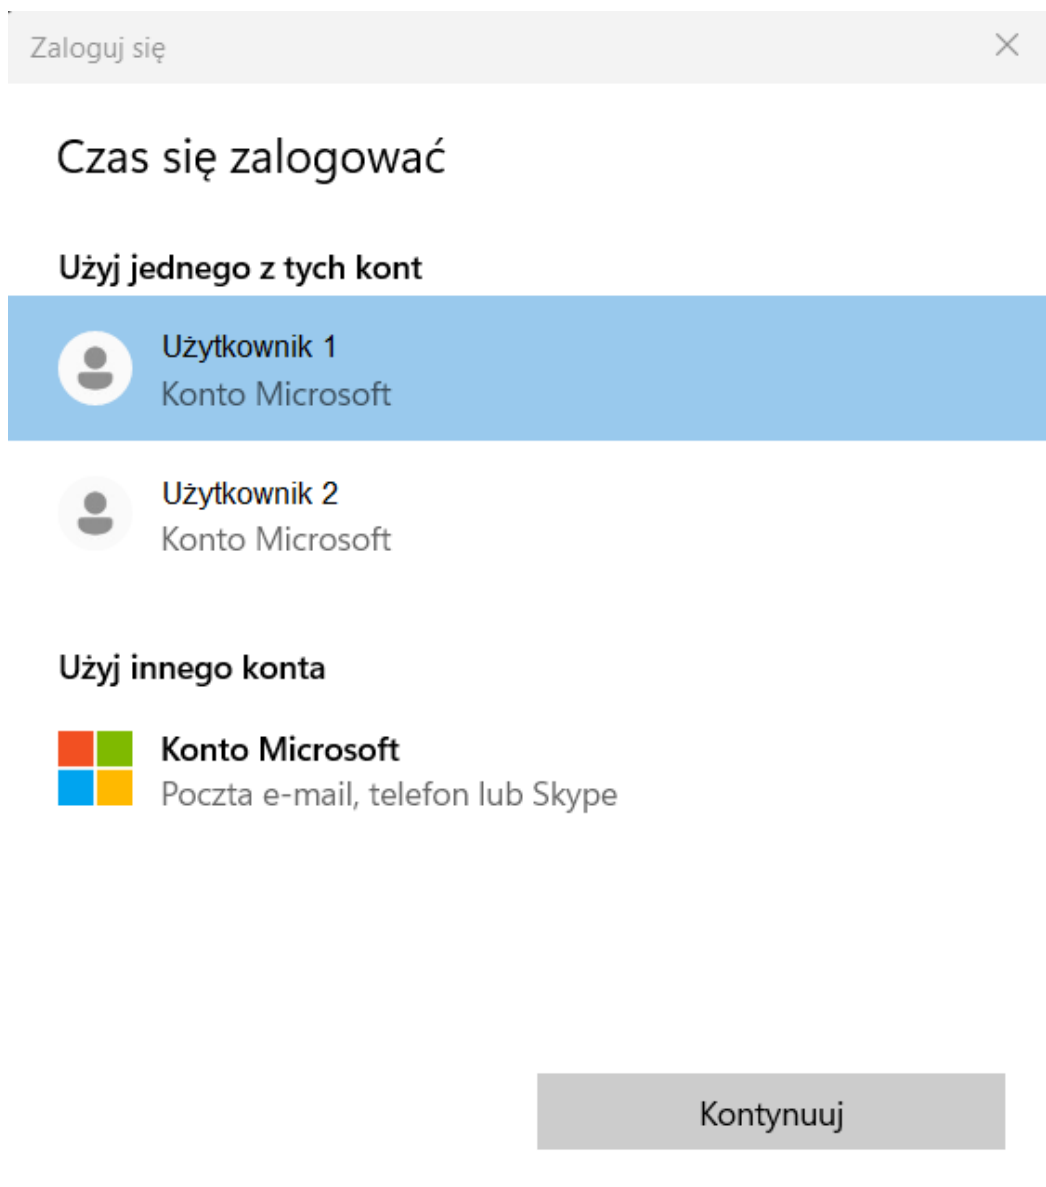 Zaloguj się
Czas się zalogować
Użyj jednego z tych kont
Użytkownik 1
Konto Microsoft
Użytkownik 2
Konto Microsoft
Użyj innego konta
Konto Microsoft
Poczta e-mail, telefon lub Skype
Kontynuuj